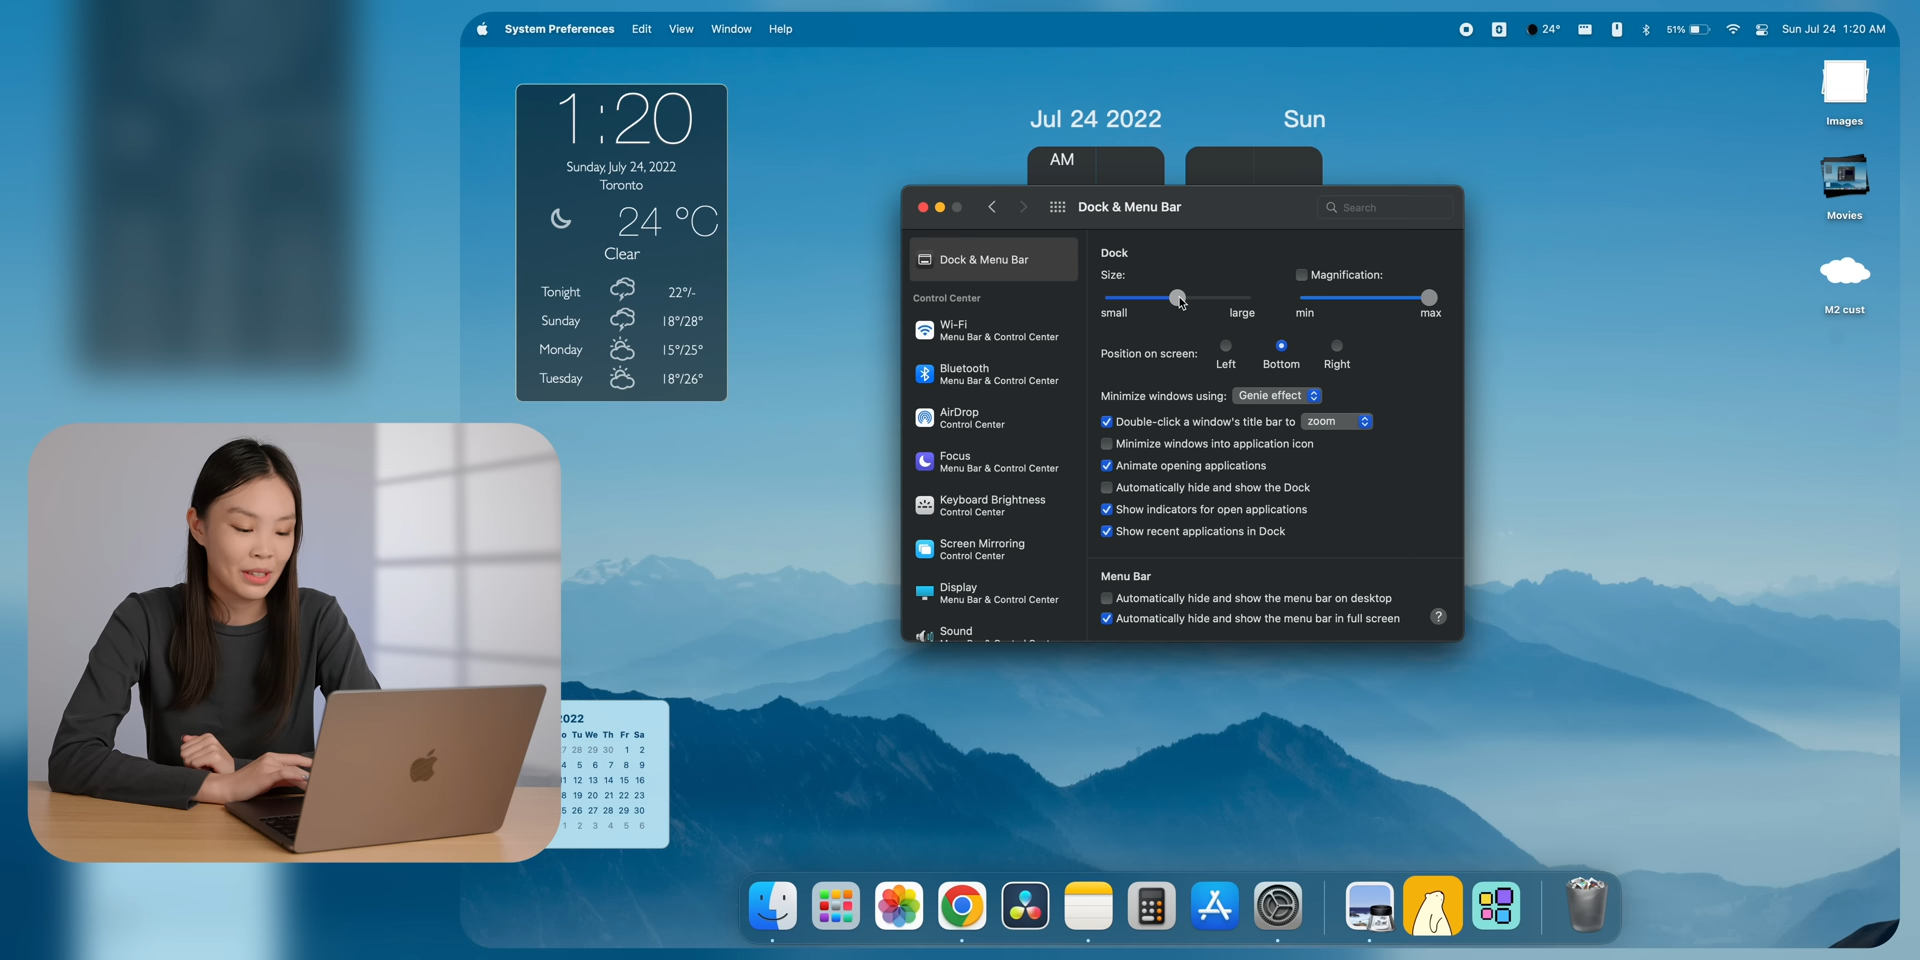 System Preferences Edit View Window Help
24° 51% Sun Jul 24 1:20 AM
1:20
Sunday, July 24, 2022
Toronto
24 °C
Clear
Tonight 22°/-
Sunday 18°/28°
Monday 15°/25°
Tuesday 18°/26°
Jul 24 2022 Sun
AM
Images
Movies
M2 cust
Dock & Menu Bar
Search
Dock & Menu Bar
Control Center
Wi-Fi
Menu Bar & Control Center
Bluetooth
Menu Bar & Control Center
AirDrop
Control Center
Focus
Menu Bar & Control Center
Keyboard Brightness
Control Center
Screen Mirroring
Control Center
Display
Menu Bar & Control Center
Sound
Dock
Size: Magnification:
small large min max
Position on screen: Left Bottom Right
Minimize windows using: Genie effect
Double-click a window's title bar to zoom
Minimize windows into application icon
Animate opening applications
Automatically hide and show the Dock
Show indicators for open applications
Show recent applications in Dock
Menu Bar
Automatically hide and show the menu bar on desktop
Automatically hide and show the menu bar in full screen
?
2022
o Tu We Th Fr Sa
7 28 29 30 1 2
4 5 6 7 8 9
11 12 13 14 15 16
8 19 20 21 22 23
5 26 27 28 29 30
1 2 3 4 5 6